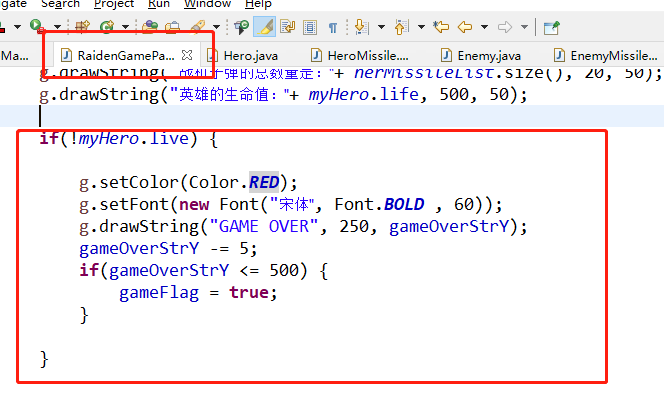 Search Project Run Window Help
Ma...
RaidenGamePa...
Hero.java
HeroMissile....
Enemy.java
EnemyMissile...
g.drawString("战机子弹的总数量是："+ herMissileList.size(), 20, 50);
g.drawString("英雄的生命值："+ myHero.life, 500, 50);
if(!myHero.live) {
g.setColor(Color.RED);
g.setFont(new Font("宋体", Font.BOLD , 60));
g.drawString("GAME OVER", 250, gameOverStrY);
gameOverStrY -= 5;
if(gameOverStrY <= 500) {
gameFlag = true;
}
}